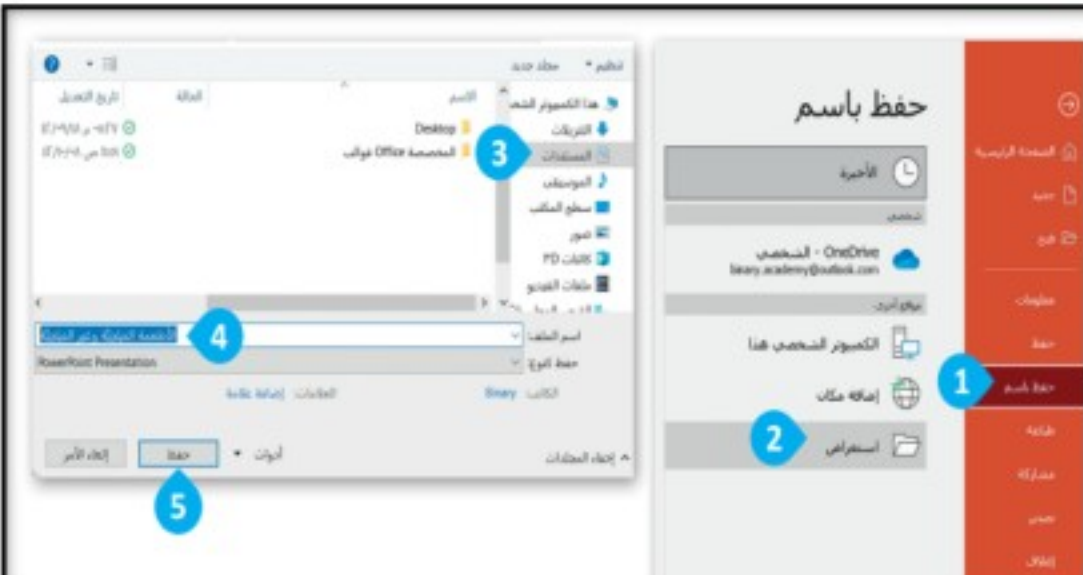 حفظ باسم
الصفحة الرئيسية
جديد
فتح
معلومات
حفظ
حفظ باسم
طباعة
مشاركة
تصدير
إغلاق
الأخيرة
شخصي
OneDrive - الشخصي
binary.academy@outlook.com
مواقع أخرى
الكمبيوتر الشخصي هذا
إضافة مكان
استعراض
1
2
تنظيم
مجلد جديد
هذا الكمبيوتر الشخ
التنزيلات
المستندات
الموسيقى
سطح المكتب
صور
كائنات 3D
ملفات الفيديو
3
الاسم
الحالة
تاريخ التعديل
Desktop
غوالب Office المخصصة
اسم الملف:
4
حفظ كنوع:
PowerPoint Presentation
الكاتب: Binary
العلامات: إضافة علامة
إخفاء المجلدات
أدوات
حفظ
إلغاء الأمر
5